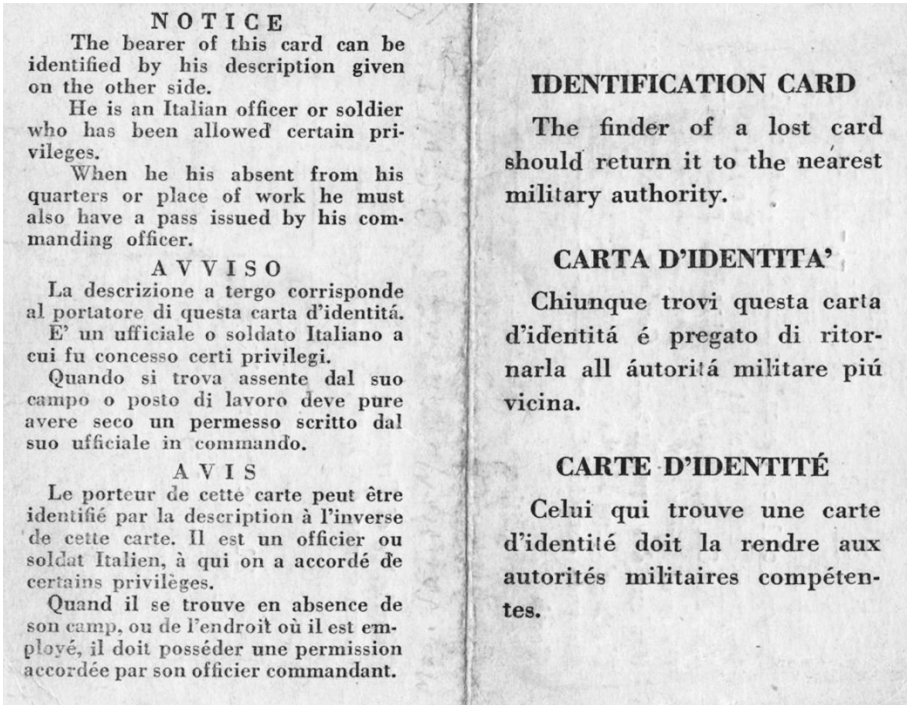 NOTICE
The bearer of this card can be
identified by his description given
on the other side.
He is an Italian officer or soldier
who has been allowed certain pri-
vileges.
When he his absent from his
quarters or place of work he must
also have a pass issued by his com-
manding officer.
AVVISO
La descrizione a tergo corrisponde
al portatore di questa carta d'identitá.
E' un ufficiale o soldato Italiano a
cui fu concesso certi privilegi.
Quando si trova assente dal suo
campo o posto di lavoro deve pure
avere seco un permesso scritto dal
suo ufficiale in commando.
AVIS
Le porteur de cette carte peut être
identifié par la description à l'inverse
de cette carte. Il est un officier ou
soldat Italien, à qui on a accordé de
certains privilèges.
Quand il se trouve en absence de
son camp, ou de l'endroit où il est em-
ployé, il doit posséder une permission
accordée par son officier commandant.
IDENTIFICATION CARD
The finder of a lost card
should return it to the nearest
military authority.
CARTA D'IDENTITA'
Chiunque trovi questa carta
d'identitá é pregato di ritor-
narla all áutoritá militare piú
vicina.
CARTE D'IDENTITÉ
Celui qui trouve une carte
d'identité doit la rendre aux
autorités militaires compéten-
tes.